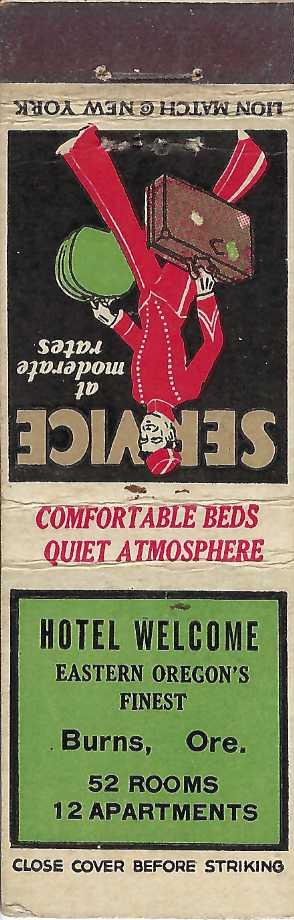 LION MATCH © NEW YORK
SERVICE
at
moderate
rates
COMFORTABLE BEDS
QUIET ATMOSPHERE
HOTEL WELCOME
EASTERN OREGON'S
FINEST
Burns, Ore.
52 ROOMS
12 APARTMENTS
CLOSE COVER BEFORE STRIKING